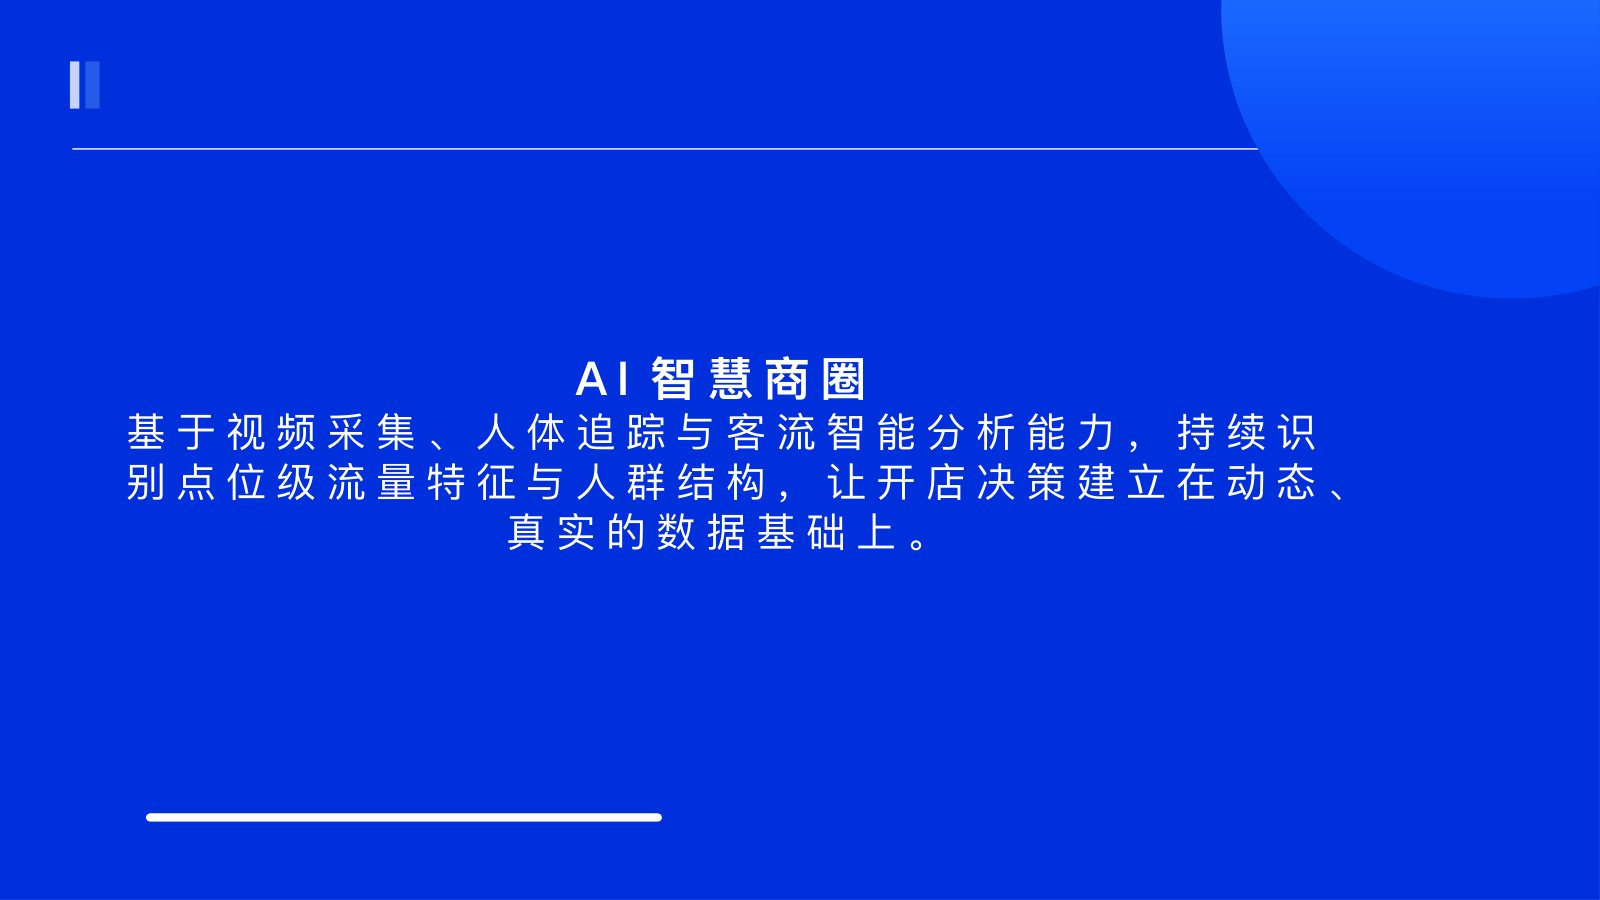 AI 智慧商圈
基于视频采集、人体追踪与客流智能分析能力，持续识
别点位级流量特征与人群结构，让开店决策建立在动态、
真实的数据基础上。